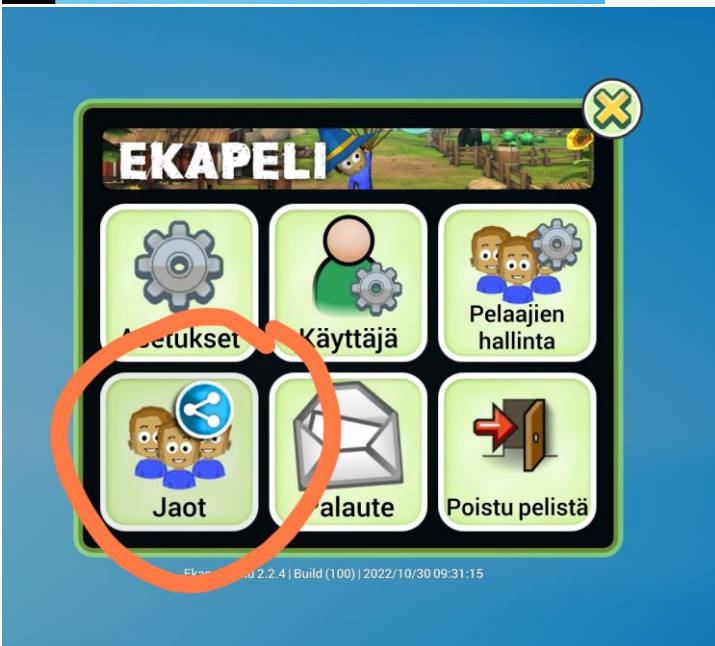 EKAPELI
Asetukset
Käyttäjä
Pelaajien
hallinta
Jaot
Palaute
Poistu pelistä
2.2.4 | Build (100) | 2022/10/30 09:31:15